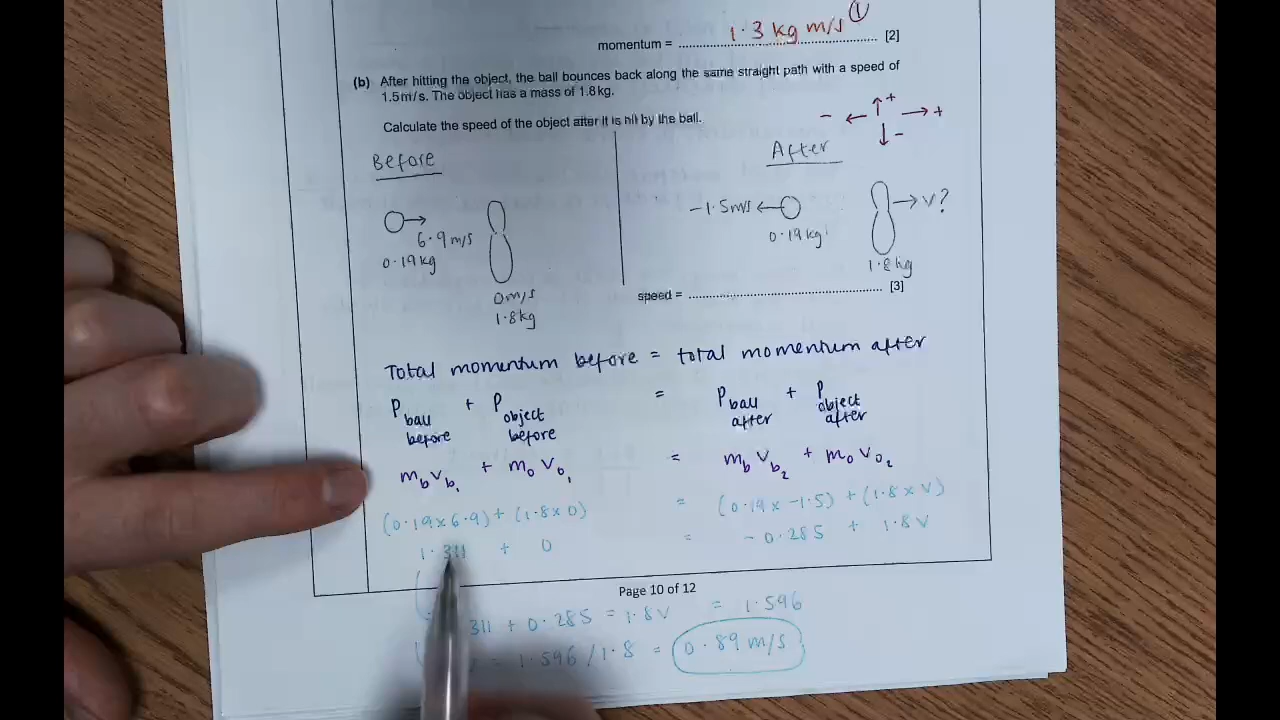 1.3 kg m/s ①
momentum = ........................................ [2]
(b) After hitting the object, the ball bounces back along the same straight path with a speed of
1.5 m/s. The object has a mass of 1.8 kg.
Calculate the speed of the object after it is hit by the ball.
+
- ← → +
-
Before
After
-1.5m/s
→ v?
6.9 m/s
0.19 kg
0.19 kg
1.8 kg
0 m/s
1.8 kg
speed = ........................................ [3]
Total momentum before = total momentum after
P ball before + P object before = P ball after + P object after
m_b v_b₁ + m_o v_o₁ = m_b v_b₂ + m_o v_o₂
(0.19 x 6.9) + (1.8 x 0) = (0.19 x -1.5) + (1.8 x V)
1.311 + 0 = -0.285 + 1.8 V
Page 10 of 12
311 + 0.285 = 1.8 V = 1.596
= 1.596 / 1.8 = 0.89 m/s